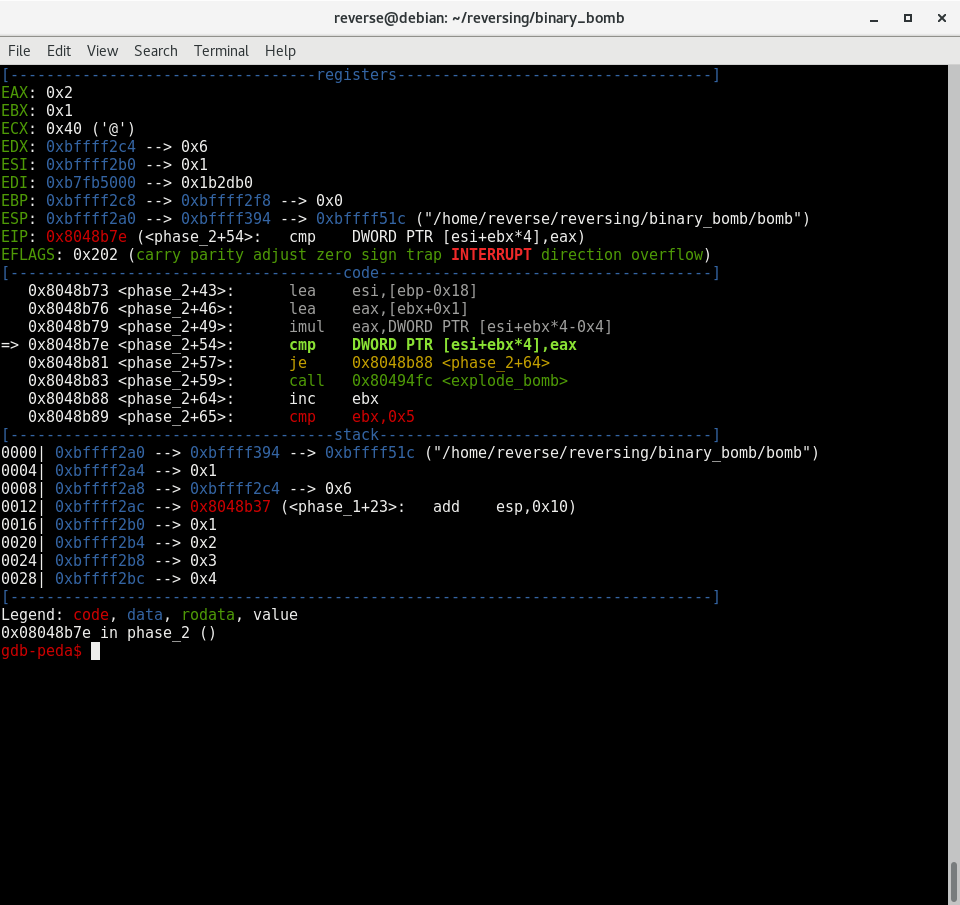 reverse@debian: ~/reversing/binary_bomb
File Edit View Search Terminal Help
[----------------------------------registers-----------------------------------]
EAX: 0x2
EBX: 0x1
ECX: 0x40 ('@')
EDX: 0xbffff2c4 --> 0x6
ESI: 0xbffff2b0 --> 0x1
EDI: 0xb7fb5000 --> 0x1b2db0
EBP: 0xbffff2c8 --> 0xbffff2f8 --> 0x0
ESP: 0xbffff2a0 --> 0xbffff394 --> 0xbffff51c ("/home/reverse/reversing/binary_bomb/bomb")
EIP: 0x8048b7e (<phase_2+54>:   cmp    DWORD PTR [esi+ebx*4],eax)
EFLAGS: 0x202 (carry parity adjust zero sign trap INTERRUPT direction overflow)
[-------------------------------------code-------------------------------------]
   0x8048b73 <phase_2+43>:      lea    esi,[ebp-0x18]
   0x8048b76 <phase_2+46>:      lea    eax,[ebx+0x1]
   0x8048b79 <phase_2+49>:      imul   eax,DWORD PTR [esi+ebx*4-0x4]
=> 0x8048b7e <phase_2+54>:      cmp    DWORD PTR [esi+ebx*4],eax
   0x8048b81 <phase_2+57>:      je     0x8048b88 <phase_2+64>
   0x8048b83 <phase_2+59>:      call   0x80494fc <explode_bomb>
   0x8048b88 <phase_2+64>:      inc    ebx
   0x8048b89 <phase_2+65>:      cmp    ebx,0x5
[------------------------------------stack-------------------------------------]
0000| 0xbffff2a0 --> 0xbffff394 --> 0xbffff51c ("/home/reverse/reversing/binary_bomb/bomb")
0004| 0xbffff2a4 --> 0x1
0008| 0xbffff2a8 --> 0xbffff2c4 --> 0x6
0012| 0xbffff2ac --> 0x8048b37 (<phase_1+23>:   add    esp,0x10)
0016| 0xbffff2b0 --> 0x1
0020| 0xbffff2b4 --> 0x2
0024| 0xbffff2b8 --> 0x3
0028| 0xbffff2bc --> 0x4
[------------------------------------------------------------------------------]
Legend: code, data, rodata, value
0x08048b7e in phase_2 ()
gdb-peda$